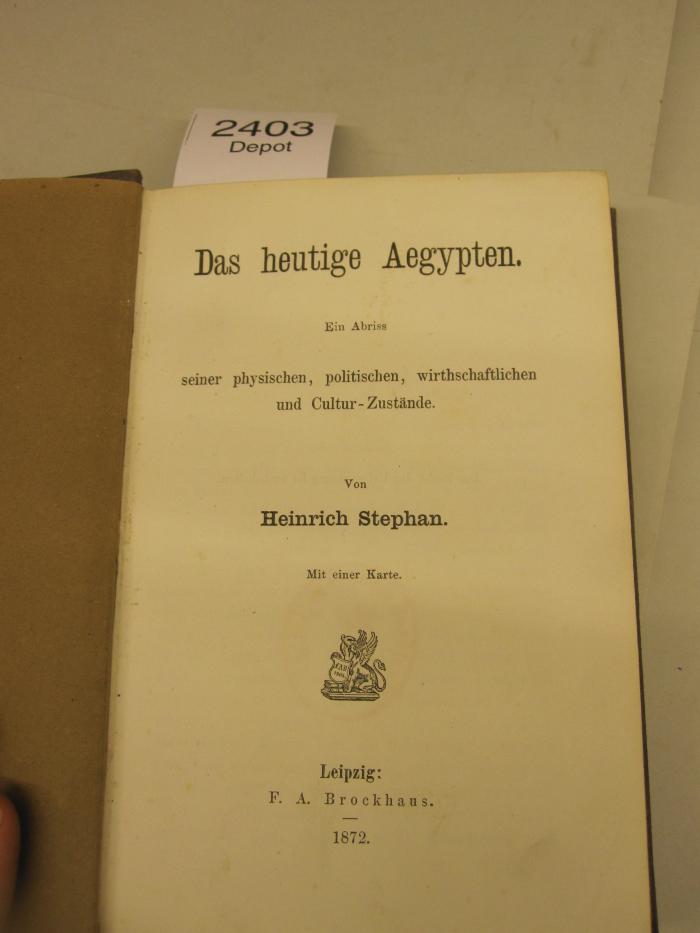 2403
Depot
Das heutige Aegypten.
Ein Abriss
seiner physischen, politischen, wirthschaftlichen
und Cultur-Zustände.
Von
Heinrich Stephan.
Mit einer Karte.
F.A.B.
Leipzig:
F. A. Brockhaus.
1872.